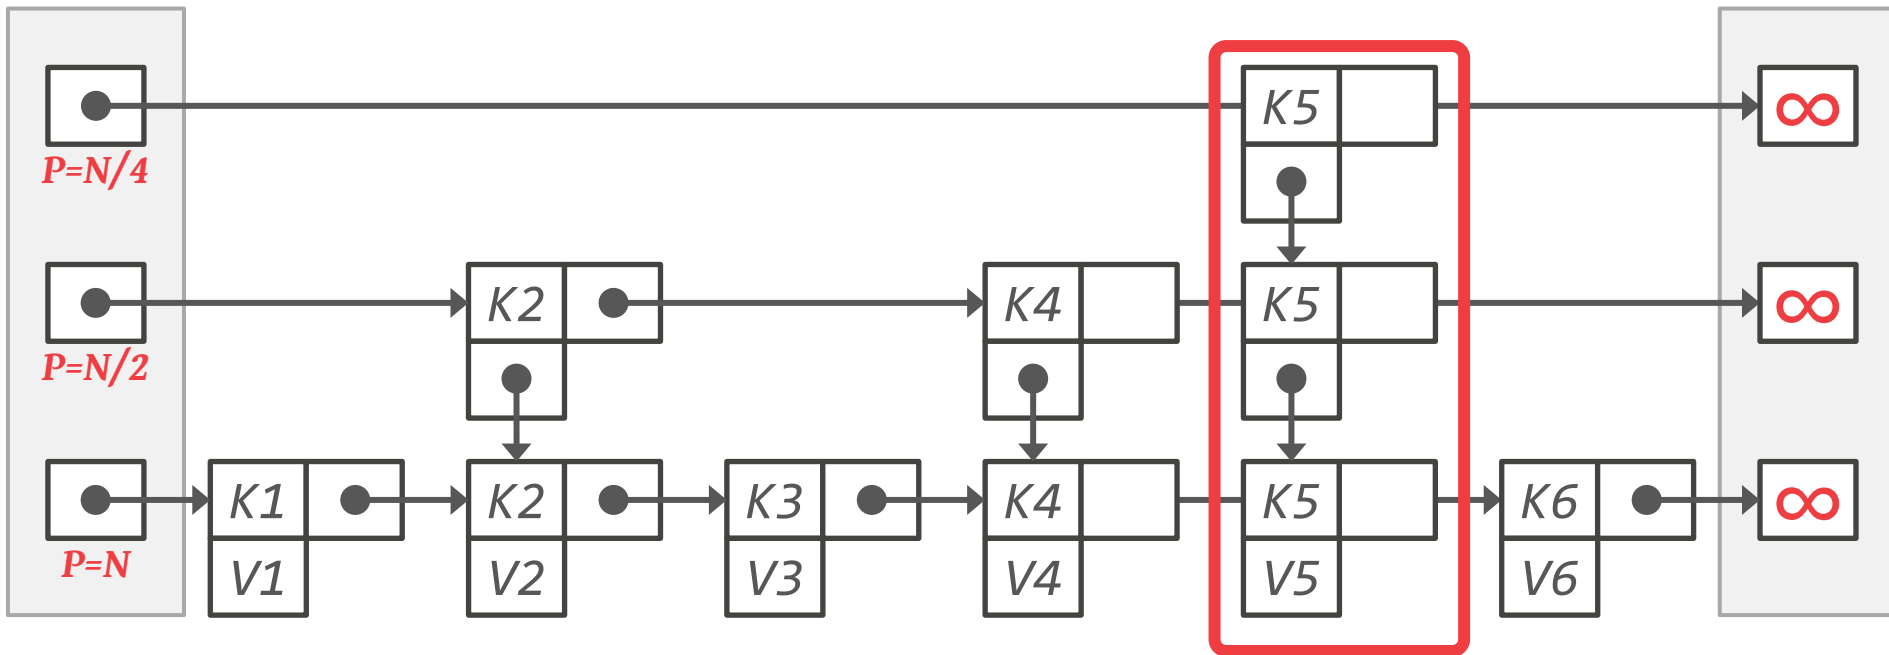 K5 ∞
P=N/4
K2 K4 K5 ∞
P=N/2
K1 K2 K3 K4 K5 K6 ∞
P=N
V1 V2 V3 V4 V5 V6